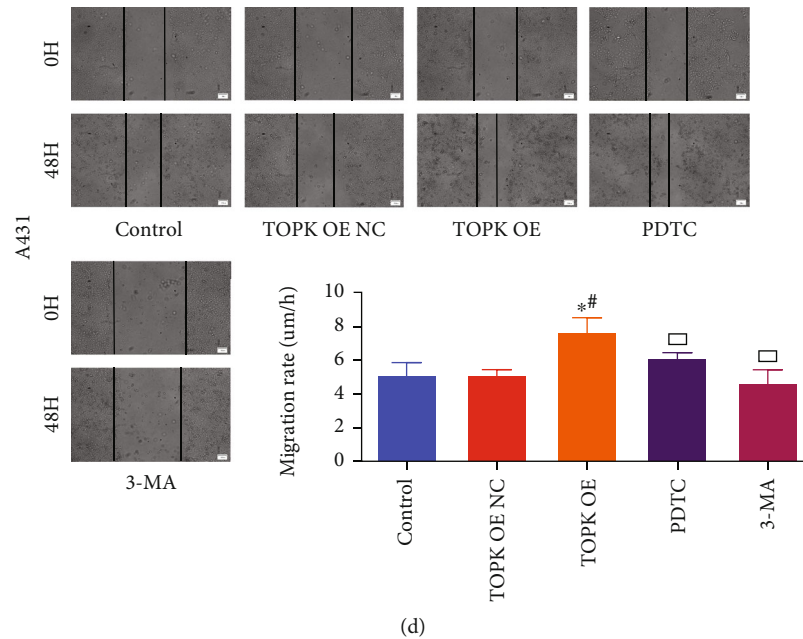 A431
0H
48H
Control
TOPK OE NC
TOPK OE
PDTC
0H
48H
3-MA
Migration rate (um/h)
10
8
6
4
2
0
*#
Control
TOPK OE NC
TOPK OE
PDTC
3-MA
(d)